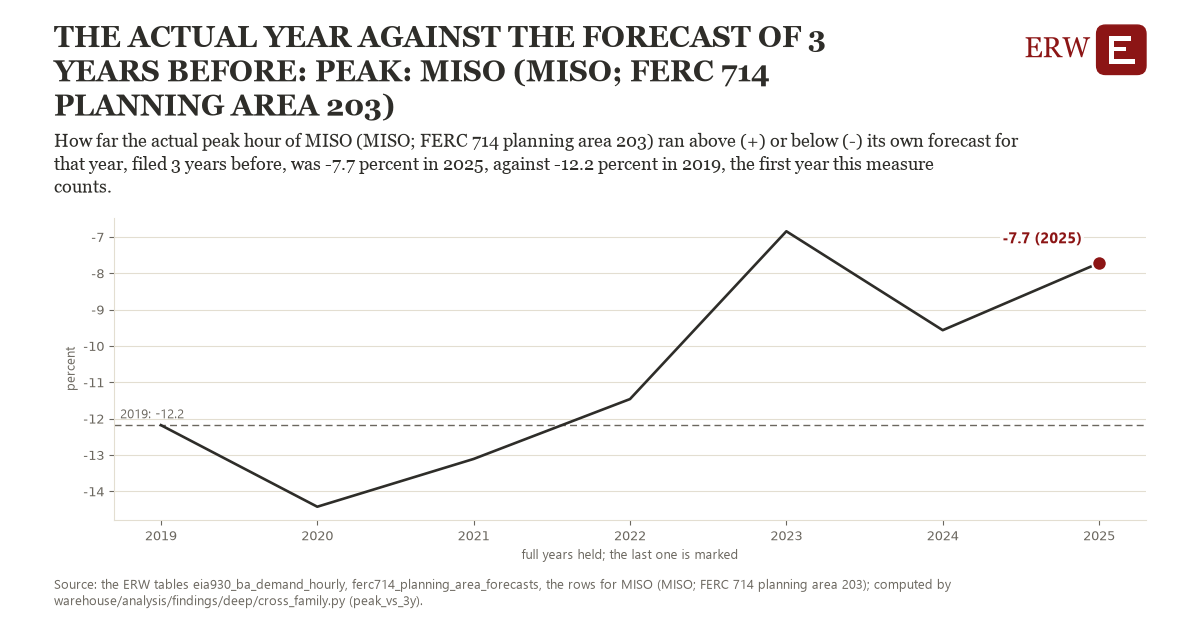 THE ACTUAL YEAR AGAINST THE FORECAST OF 3
YEARS BEFORE: PEAK: MISO (MISO; FERC 714
PLANNING AREA 203)
ERW E
How far the actual peak hour of MISO (MISO; FERC 714 planning area 203) ran above (+) or below (-) its own forecast for
that year, filed 3 years before, was -7.7 percent in 2025, against -12.2 percent in 2019, the first year this measure
counts.
-7
-8
-9
-10
-11
-12
-13
-14
percent
2019: -12.2
-7.7 (2025)
2019 2020 2021 2022 2023 2024 2025
full years held; the last one is marked
Source: the ERW tables eia930_ba_demand_hourly, ferc714_planning_area_forecasts, the rows for MISO (MISO; FERC 714 planning area 203); computed by
warehouse/analysis/findings/deep/cross_family.py (peak_vs_3y).